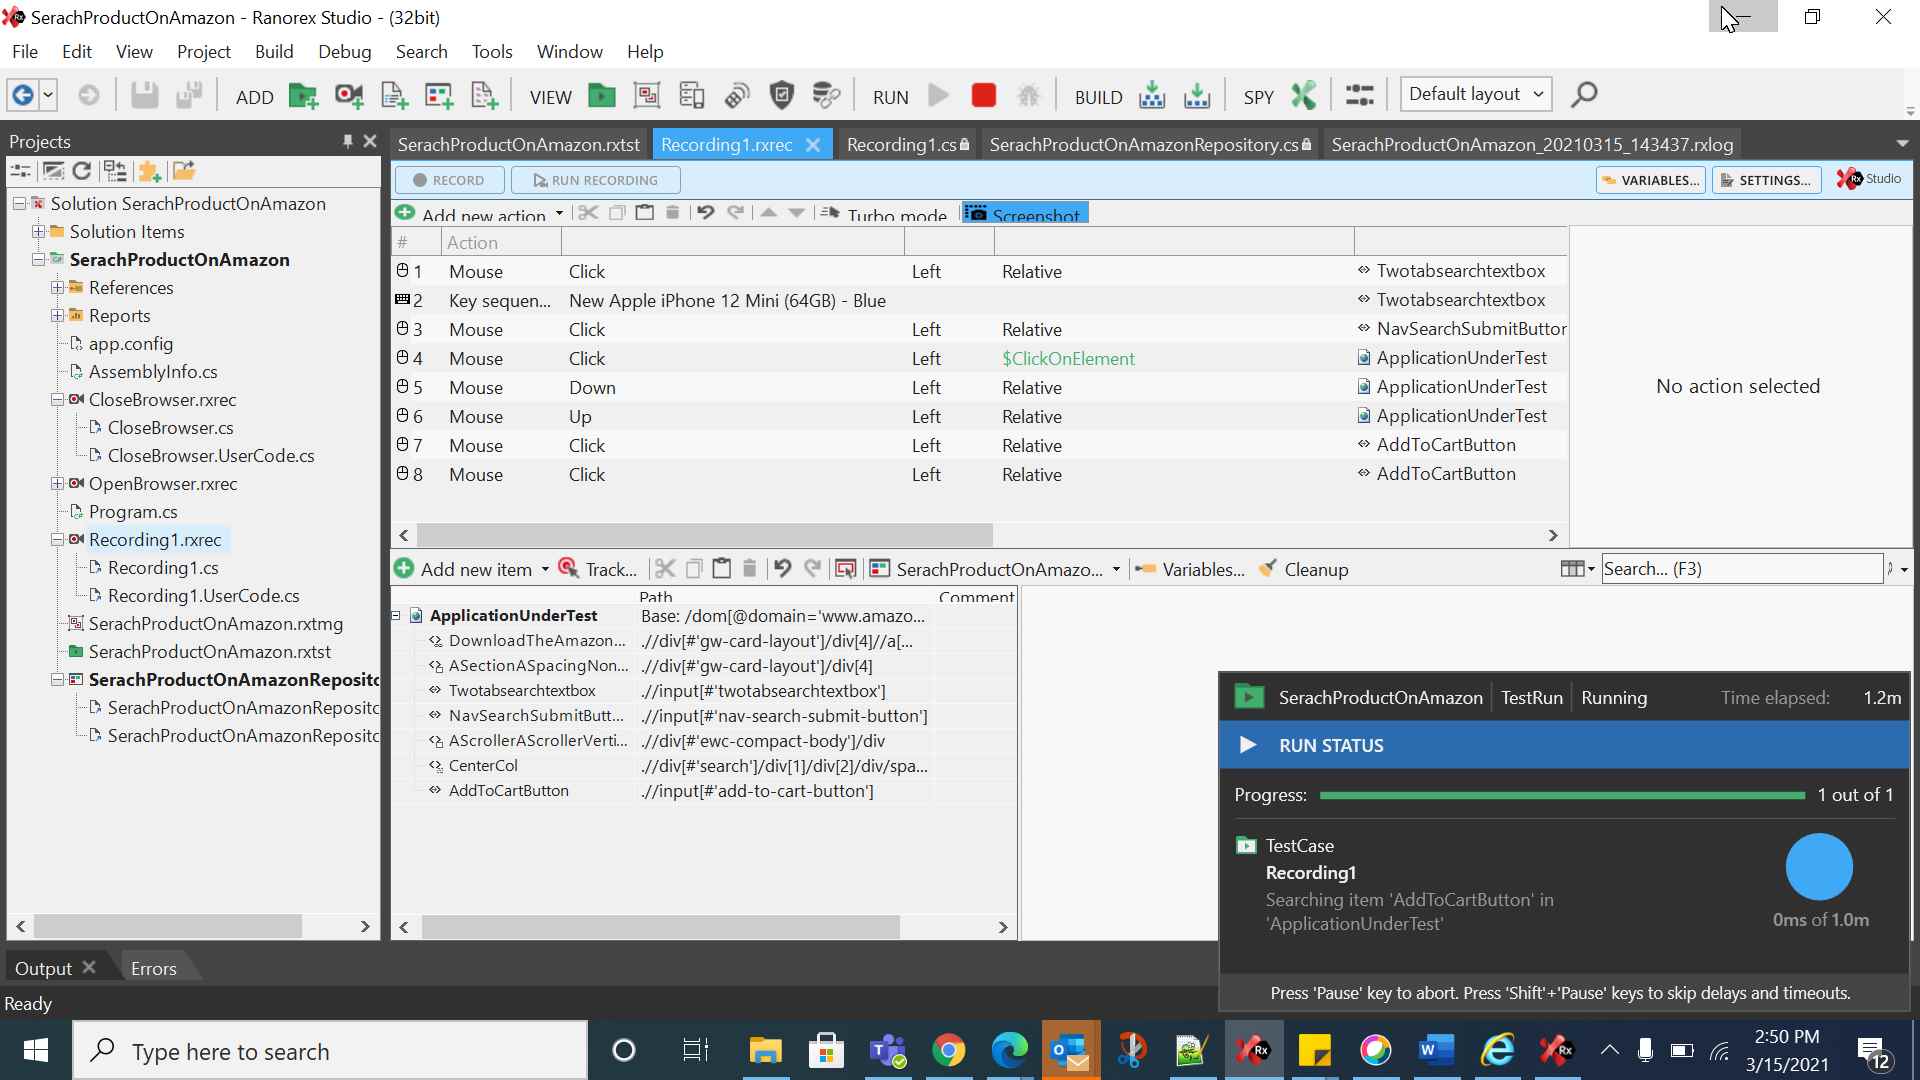 SerachProductOnAmazon - Ranorex Studio - (32bit)
File Edit View Project Build Debug Search Tools Window Help
ADD VIEW RUN BUILD SPY Default layout
Projects
SerachProductOnAmazon.rxtst Recording1.rxrec Recording1.cs SerachProductOnAmazonRepository.cs SerachProductOnAmazon_20210315_143437.rxlog
RECORD RUN RECORDING VARIABLES... SETTINGS... Rx Studio
Add new action Turbo mode Screenshot
Solution SerachProductOnAmazon
Solution Items
SerachProductOnAmazon
References
Reports
app.config
AssemblyInfo.cs
CloseBrowser.rxrec
CloseBrowser.cs
CloseBrowser.UserCode.cs
OpenBrowser.rxrec
Program.cs
Recording1.rxrec
Recording1.cs
Recording1.UserCode.cs
SerachProductOnAmazon.rxtmg
SerachProductOnAmazon.rxtst
SerachProductOnAmazonReposito
SerachProductOnAmazonReposito
SerachProductOnAmazonReposito
# Action
1 Mouse Click Left Relative Twotabsearchtextbox
2 Key sequen... New Apple iPhone 12 Mini (64GB) - Blue Twotabsearchtextbox
3 Mouse Click Left Relative NavSearchSubmitButton
4 Mouse Click Left $ClickOnElement ApplicationUnderTest
5 Mouse Down Left Relative ApplicationUnderTest
6 Mouse Up Left Relative ApplicationUnderTest
7 Mouse Click Left Relative AddToCartButton
8 Mouse Click Left Relative AddToCartButton
No action selected
Add new item Track... SerachProductOnAmazo... Variables... Cleanup Search... (F3)
Path Comment
ApplicationUnderTest Base: /dom[@domain='www.amazo...
DownloadTheAmazon... .//div[#'gw-card-layout']/div[4]//a[...
ASectionASpacingNon... .//div[#'gw-card-layout']/div[4]
Twotabsearchtextbox .//input[#'twotabsearchtextbox']
NavSearchSubmitButt... .//input[#'nav-search-submit-button']
AScrollerAScrollerVerti... .//div[#'ewc-compact-body']/div
CenterCol .//div[#'search']/div[1]/div[2]/div/spa...
AddToCartButton .//input[#'add-to-cart-button']
SerachProductOnAmazon TestRun Running Time elapsed: 1.2m
RUN STATUS
Progress: 1 out of 1
TestCase
Recording1
Searching item 'AddToCartButton' in
'ApplicationUnderTest'
0ms of 1.0m
Press 'Pause' key to abort. Press 'Shift'+'Pause' keys to skip delays and timeouts.
Output Errors
Ready
Type here to search
2:50 PM
3/15/2021
12